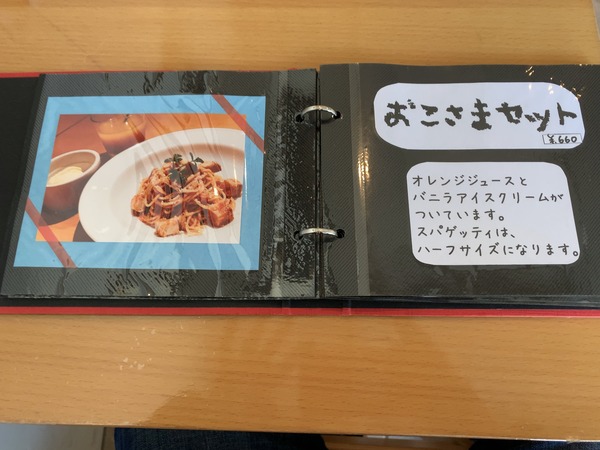 おこさまセット
¥.660
オレンジジュースと
バニラアイスクリームが
ついています。
スパゲッティは、
ハーフサイズになります。